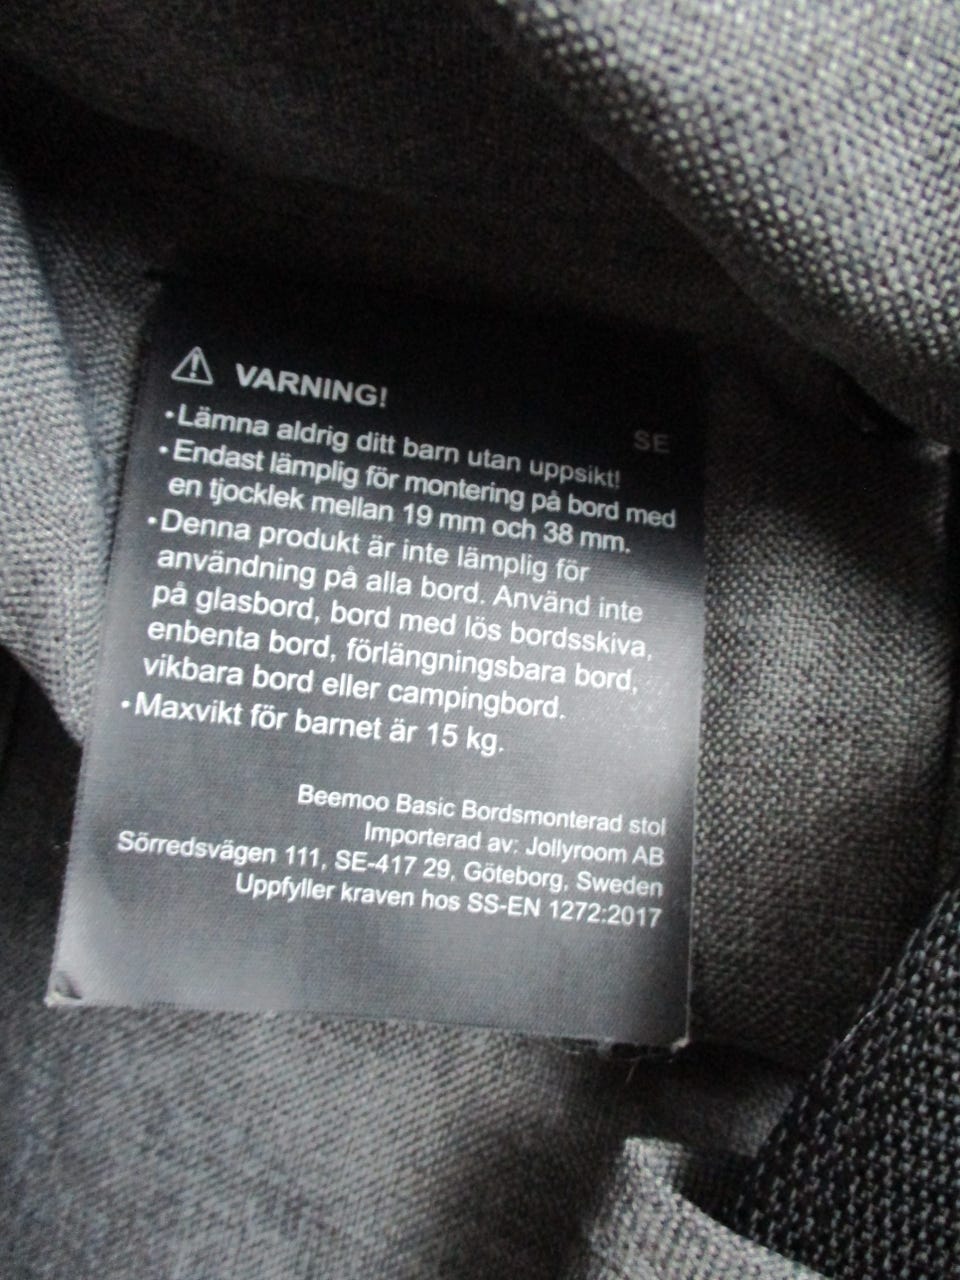 VARNING!
SE
•Lämna aldrig ditt barn utan uppsikt!
•Endast lämplig för montering på bord med
en tjocklek mellan 19 mm och 38 mm.
•Denna produkt är inte lämplig för
användning på alla bord. Använd inte
på glasbord, bord med lös bordsskiva,
enbenta bord, förlängningsbara bord,
vikbara bord eller campingbord.
•Maxvikt för barnet är 15 kg.
Beemoo Basic Bordsmonterad stol
Importerad av: Jollyroom AB
Sörredsvägen 111, SE-417 29, Göteborg, Sweden
Uppfyller kraven hos SS-EN 1272:2017